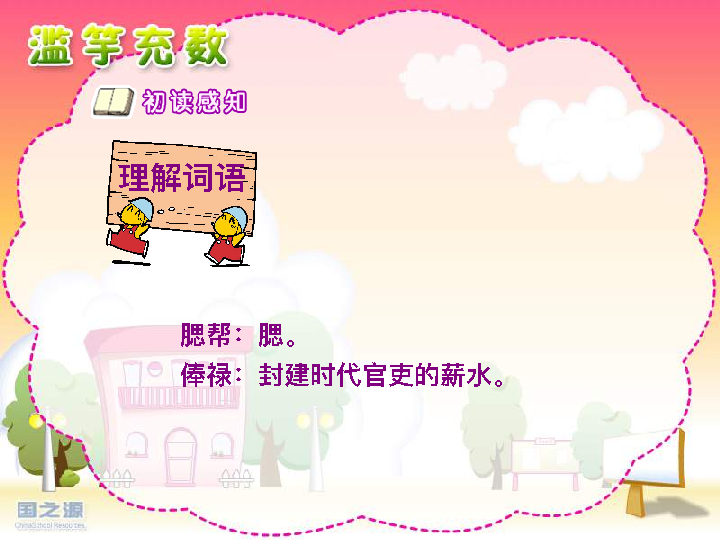 滥竽充数
初读感知
理解词语
腮帮：腮。
俸禄：封建时代官吏的薪水。
国之源